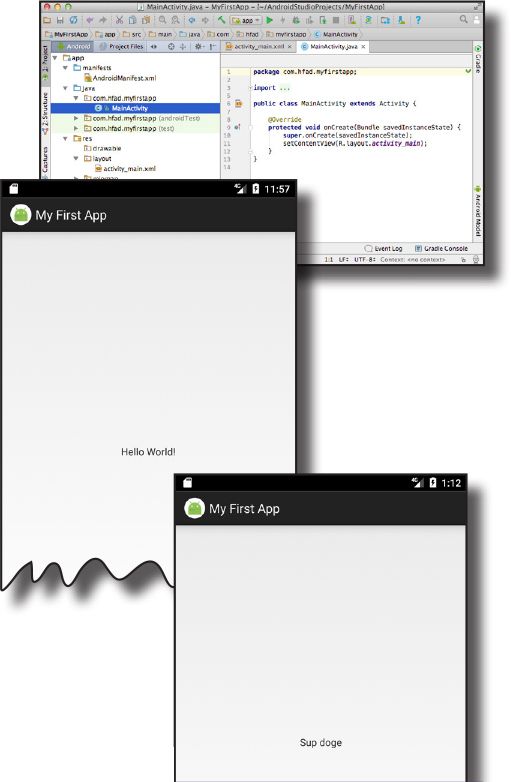 MainActivity.java - MyFirstApp - [~/AndroidStudioProjects/MyFirstApp]
app
MyFirstApp app src main java com hfad myfirstapp MainActivity
Android Project Files
activity_main.xml MainActivity.java
1: Project
2: Structure
Captures
app
manifests
AndroidManifest.xml
java
com.hfad.myfirstapp
MainActivity
com.hfad.myfirstapp (androidTest)
com.hfad.myfirstapp (test)
res
drawable
layout
activity_main.xml
1 package com.hfad.myfirstapp;
2
3 import ...
5
6 public class MainActivity extends Activity {
7
8 @Override
9 protected void onCreate(Bundle savedInstanceState) {
10 super.onCreate(savedInstanceState);
11 setContentView(R.layout.activity_main);
12 }
13 }
14
Gradle
Android Model
Event Log Gradle Console
1:1 LF: UTF-8: Context: <no context>
4G 11:57
My First App
Hello World!
4G 1:12
My First App
Sup doge